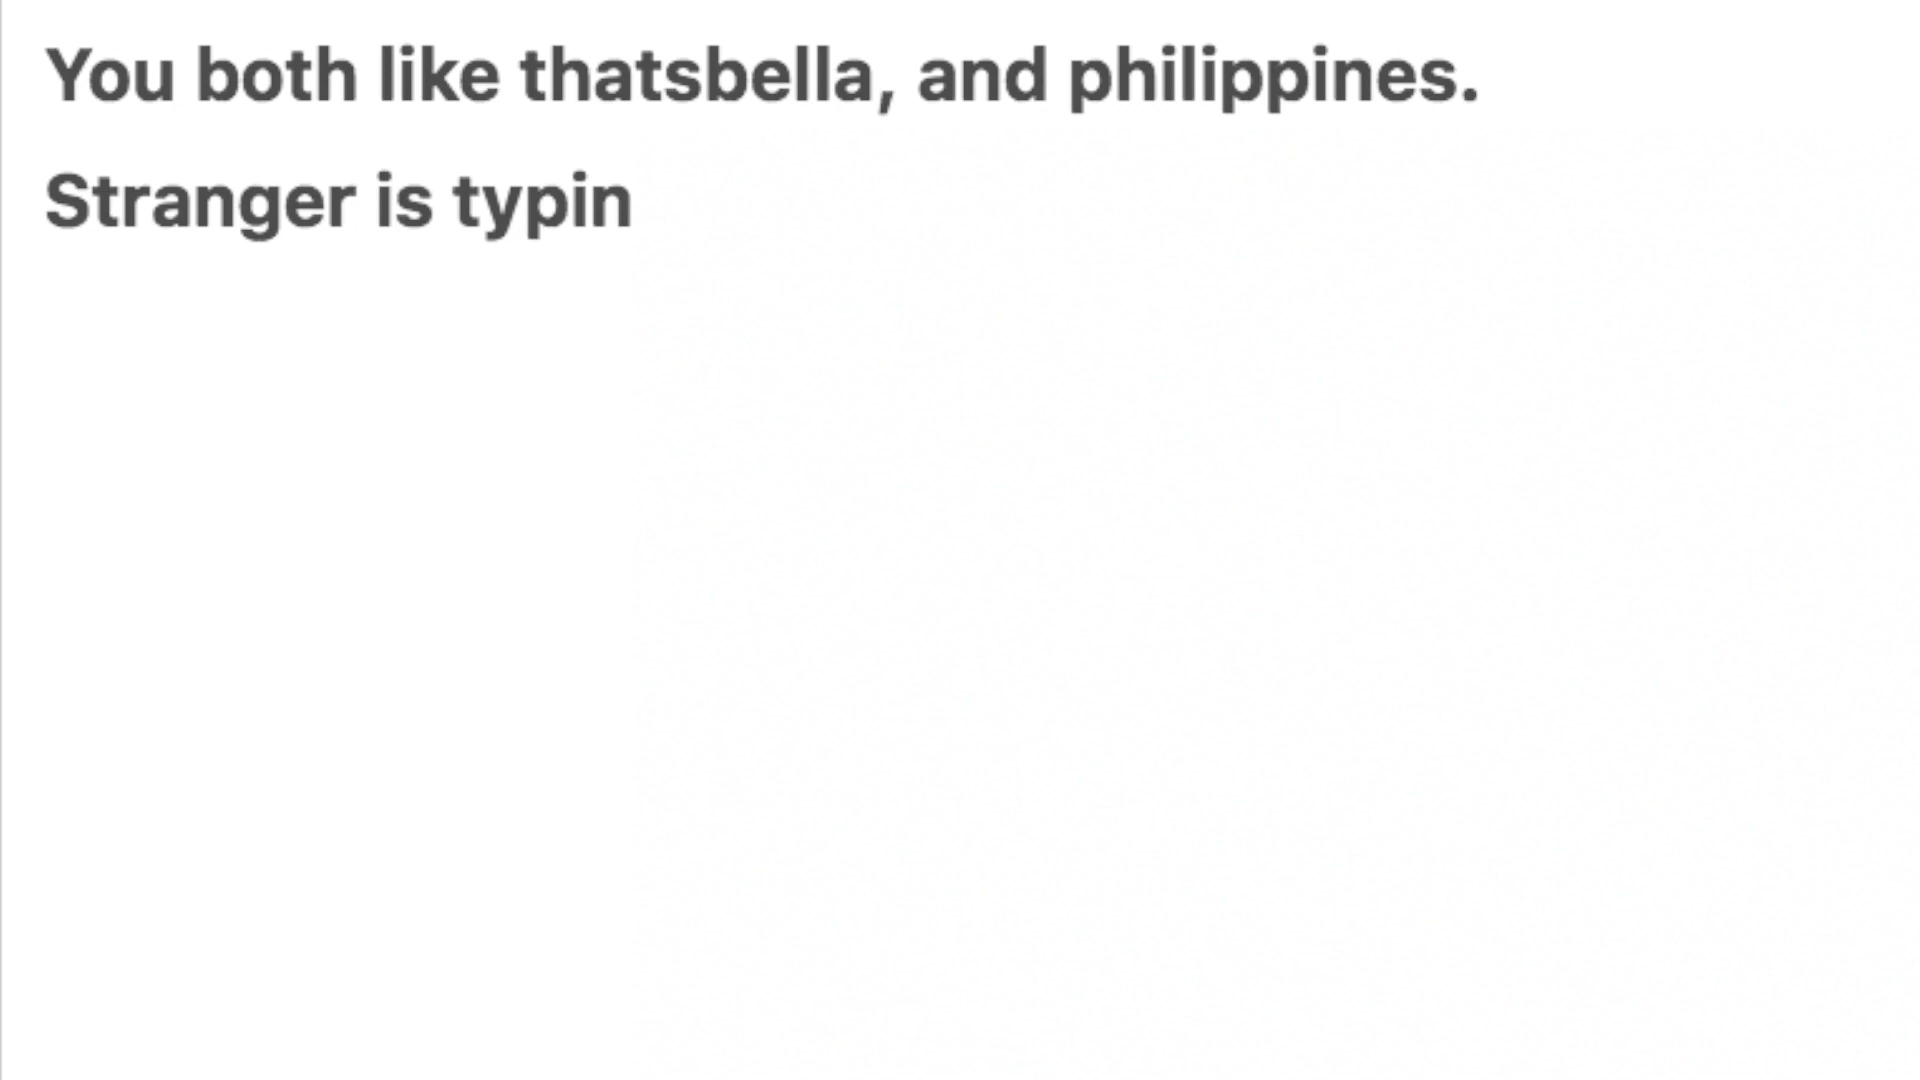 You both like thatsbella, and philippines.
Stranger is typin